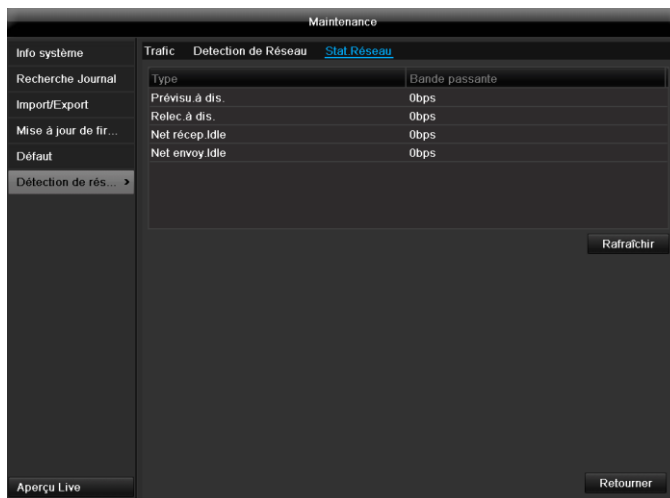 Maintenance
Info système
Recherche Journal
Import/Export
Mise à jour de fir...
Défaut
Détection de rés... >
Aperçu Live
Trafic Detection de Réseau Stat.Réseau
Type Bande passante
Prévisu.à dis. 0bps
Relec.à dis. 0bps
Net récep.Idle 0bps
Net envoy.Idle 0bps
Rafraîchir
Retourner